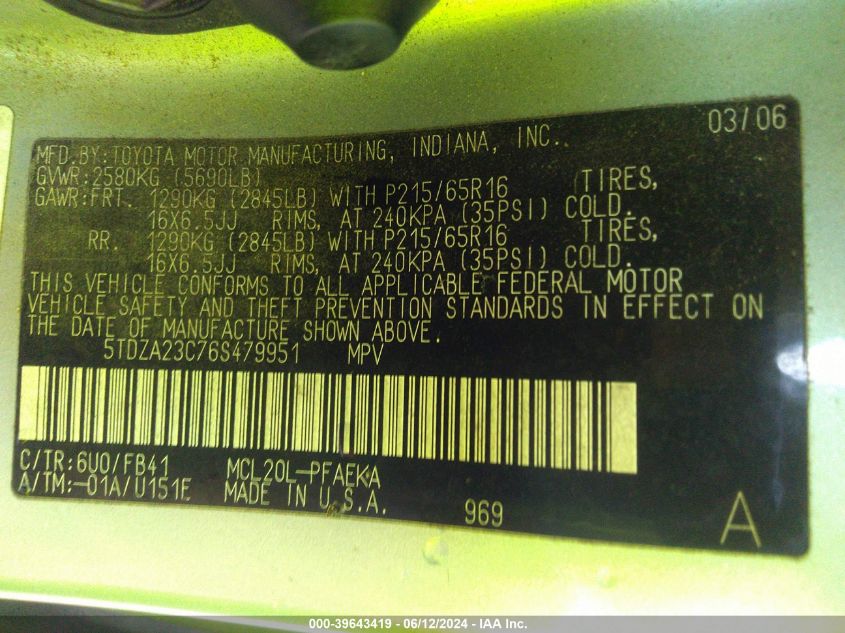 03/06
MFD.BY:TOYOTA MOTOR MANUFACTURING, INDIANA, INC.
GVWR:2580KG (5690LB)
GAWR:FRT. 1290KG (2845LB) WITH P215/65R16 TIRES,
16X6.5JJ RIMS, AT 240KPA (35PSI) COLD.
RR. 1290KG (2845LB) WITH P215/65R16 TIRES,
16X6.5JJ RIMS, AT 240KPA (35PSI) COLD.
THIS VEHICLE CONFORMS TO ALL APPLICABLE FEDERAL MOTOR
VEHICLE SAFETY AND THEFT PREVENTION STANDARDS IN EFFECT ON
THE DATE OF MANUFACTURE SHOWN ABOVE.
5TDZA23C76S479951 MPV
C/TR:6U0/FB41 MCL20L-PFAEKA
A/TM:-01A/U151F MADE IN U.S.A.
969 A
000-39643419 - 06/12/2024 - IAA Inc.